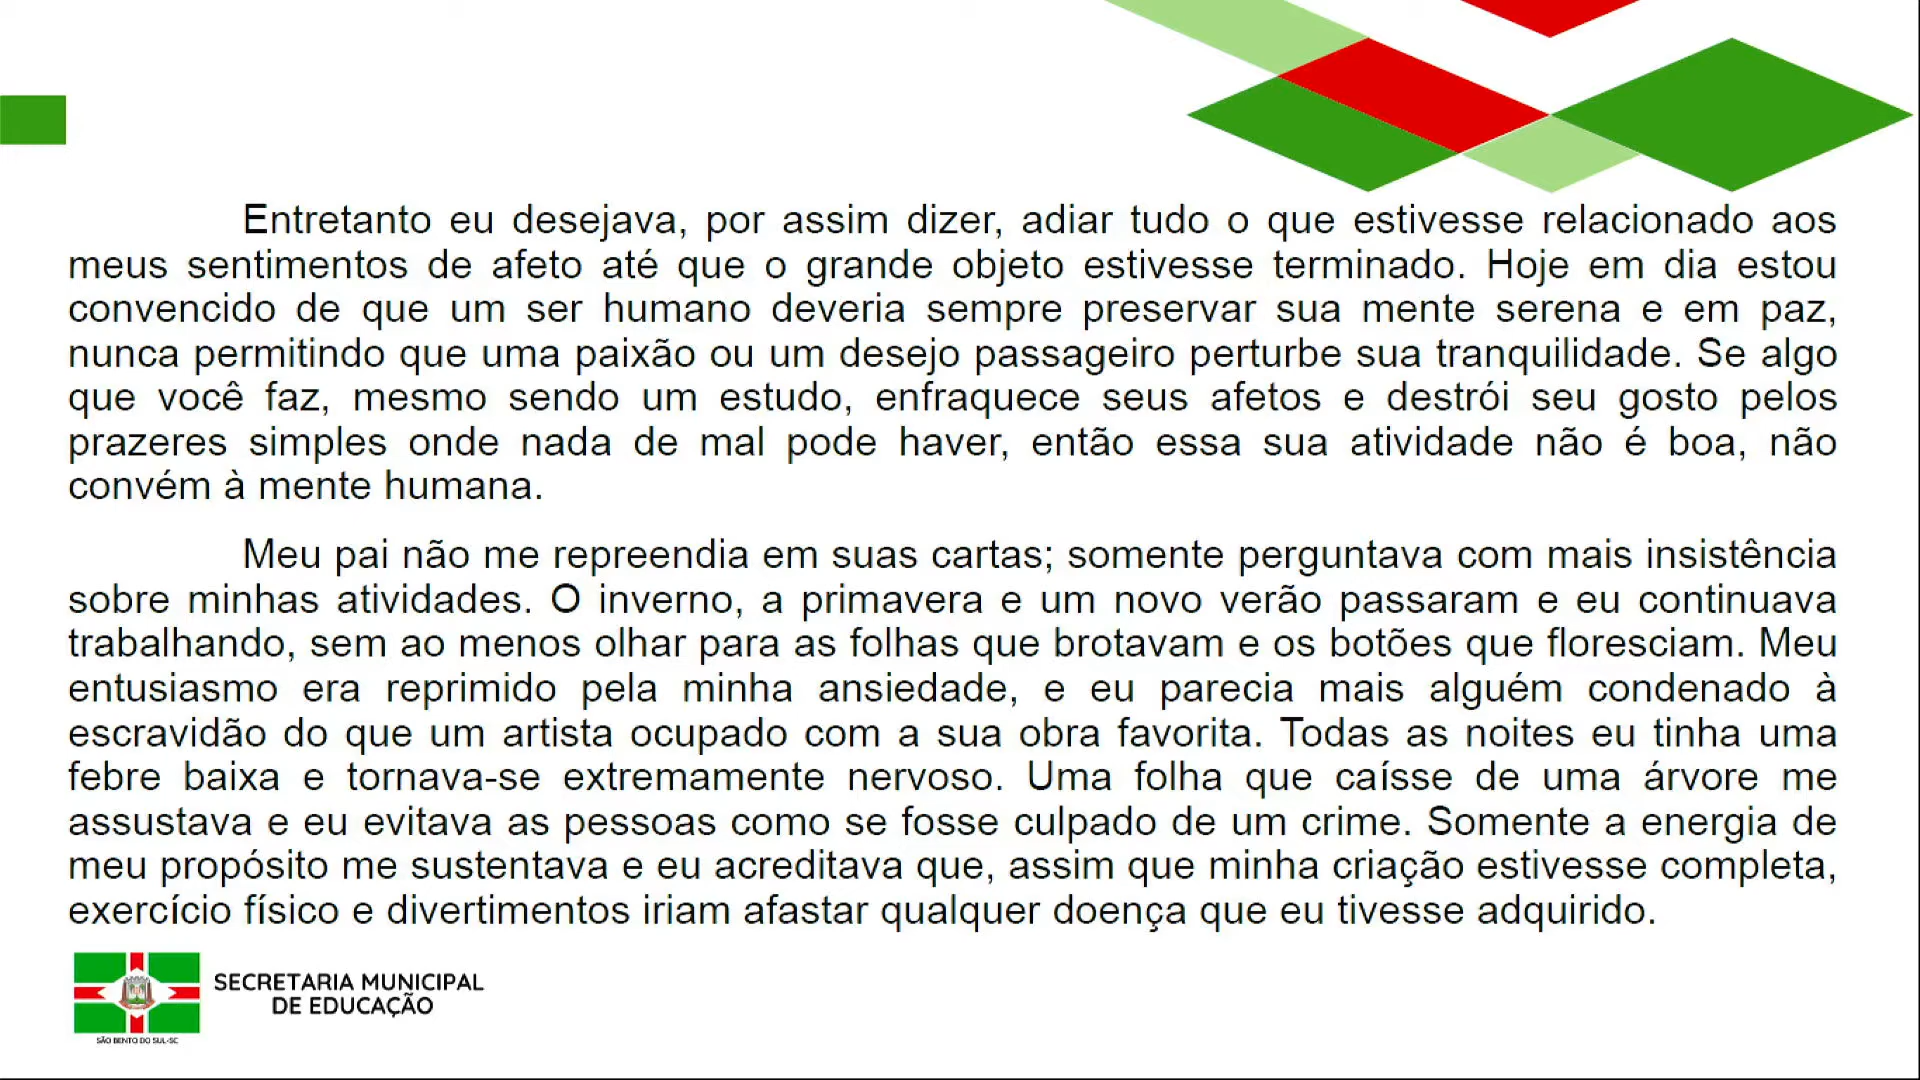 Entretanto eu desejava, por assim dizer, adiar tudo o que estivesse relacionado aos
meus sentimentos de afeto até que o grande objeto estivesse terminado. Hoje em dia estou
convencido de que um ser humano deveria sempre preservar sua mente serena e em paz,
nunca permitindo que uma paixão ou um desejo passageiro perturbe sua tranquilidade. Se algo
que você faz, mesmo sendo um estudo, enfraquece seus afetos e destrói seu gosto pelos
prazeres simples onde nada de mal pode haver, então essa sua atividade não é boa, não
convém à mente humana.
Meu pai não me repreendia em suas cartas; somente perguntava com mais insistência
sobre minhas atividades. O inverno, a primavera e um novo verão passaram e eu continuava
trabalhando, sem ao menos olhar para as folhas que brotavam e os botões que floresciam. Meu
entusiasmo era reprimido pela minha ansiedade, e eu parecia mais alguém condenado à
escravidão do que um artista ocupado com a sua obra favorita. Todas as noites eu tinha uma
febre baixa e tornava-se extremamente nervoso. Uma folha que caísse de uma árvore me
assustava e eu evitava as pessoas como se fosse culpado de um crime. Somente a energia de
meu propósito me sustentava e eu acreditava que, assim que minha criação estivesse completa,
exercício físico e divertimentos iriam afastar qualquer doença que eu tivesse adquirido.
SECRETARIA MUNICIPAL
DE EDUCAÇÃO
SÃO BENTO DO SUL-SC